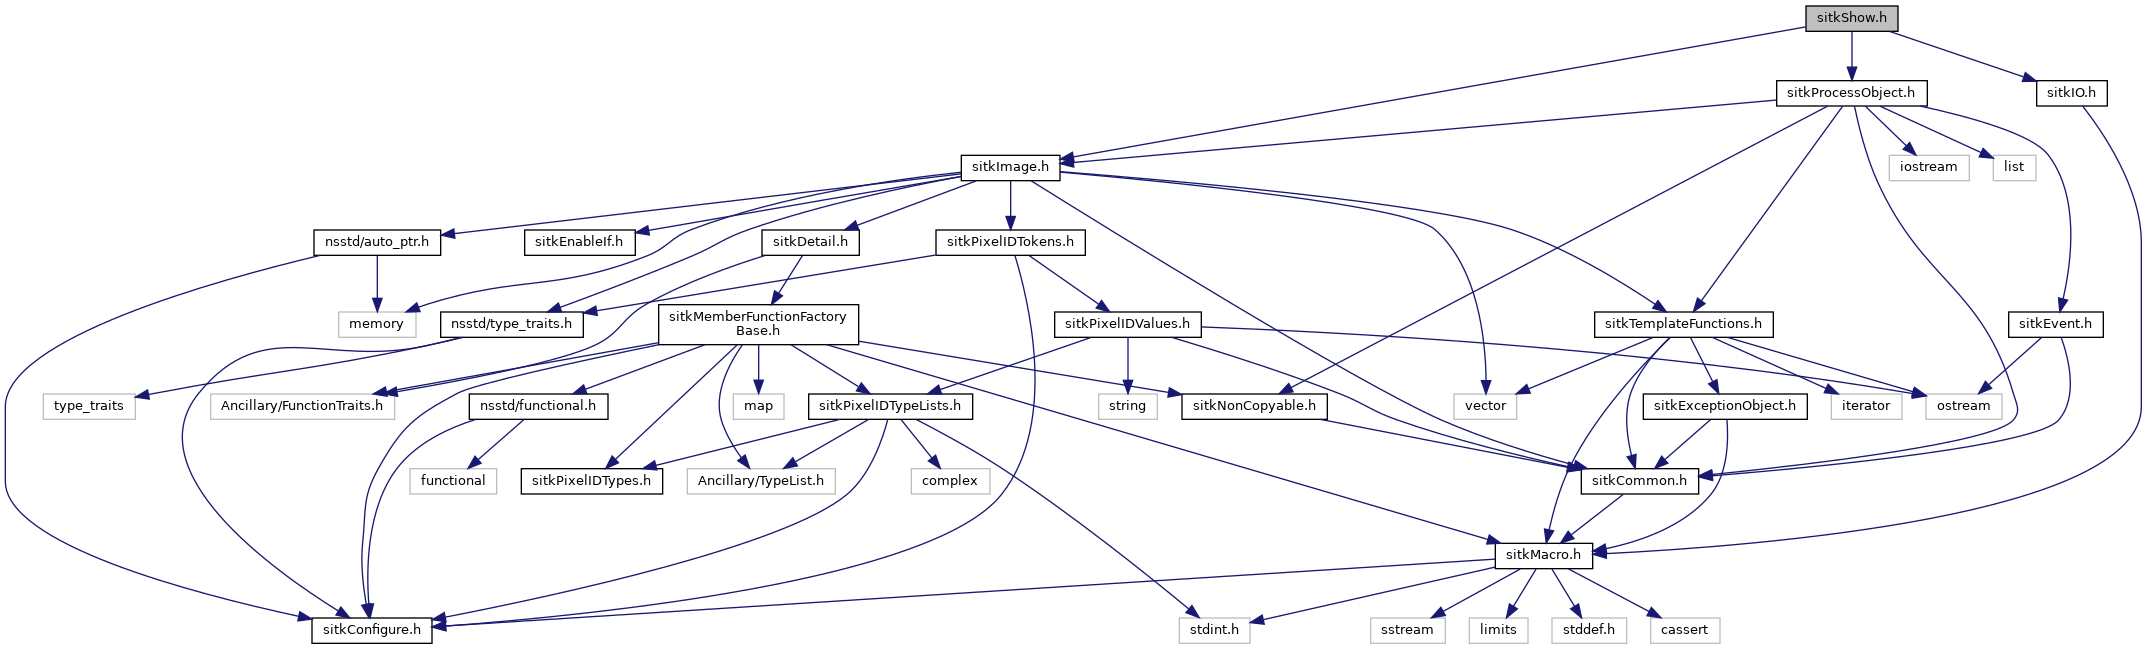 sitkShow.h
sitkProcessObject.h
sitkIO.h
sitkImage.h
iostream
list
nsstd/auto_ptr.h
sitkEnableIf.h
sitkDetail.h
sitkPixelIDTokens.h
memory
nsstd/type_traits.h
sitkMemberFunctionFactory
Base.h
sitkPixelIDValues.h
sitkTemplateFunctions.h
sitkEvent.h
type_traits
Ancillary/FunctionTraits.h
nsstd/functional.h
map
sitkPixelIDTypeLists.h
string
sitkNonCopyable.h
vector
sitkExceptionObject.h
iterator
ostream
functional
sitkPixelIDTypes.h
Ancillary/TypeList.h
complex
sitkCommon.h
sitkMacro.h
sitkConfigure.h
stdint.h
sstream
limits
stddef.h
cassert